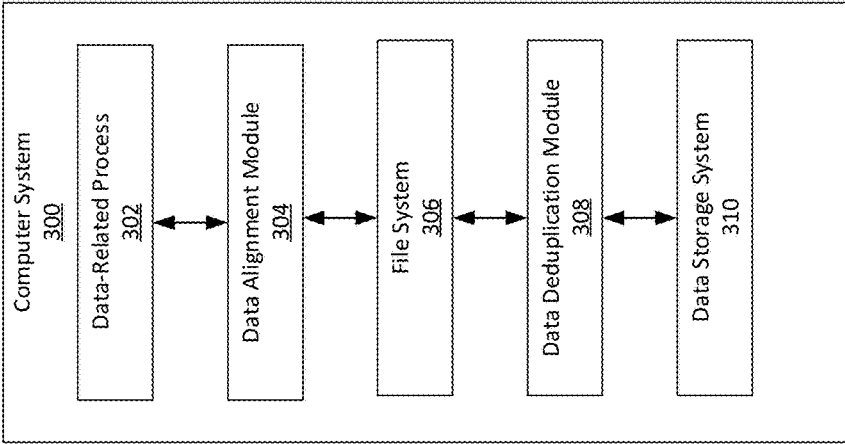 Computer System
300
Data-Related Process
302
Data Alignment Module
304
File System
306
Data Deduplication Module
308
Data Storage System
310